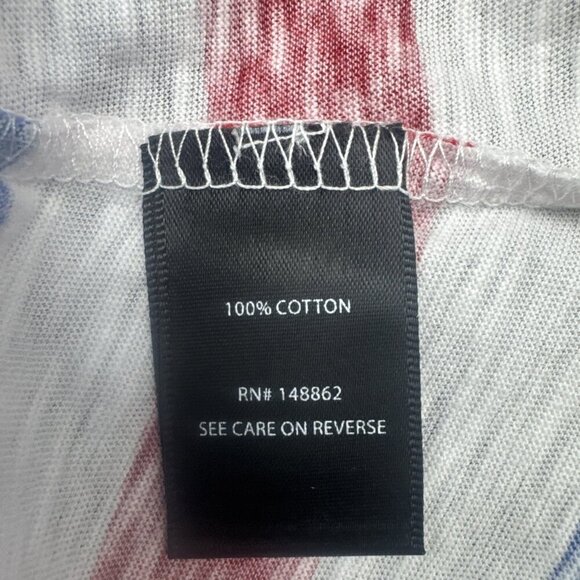 100% COTTON
RN# 148862
SEE CARE ON REVERSE